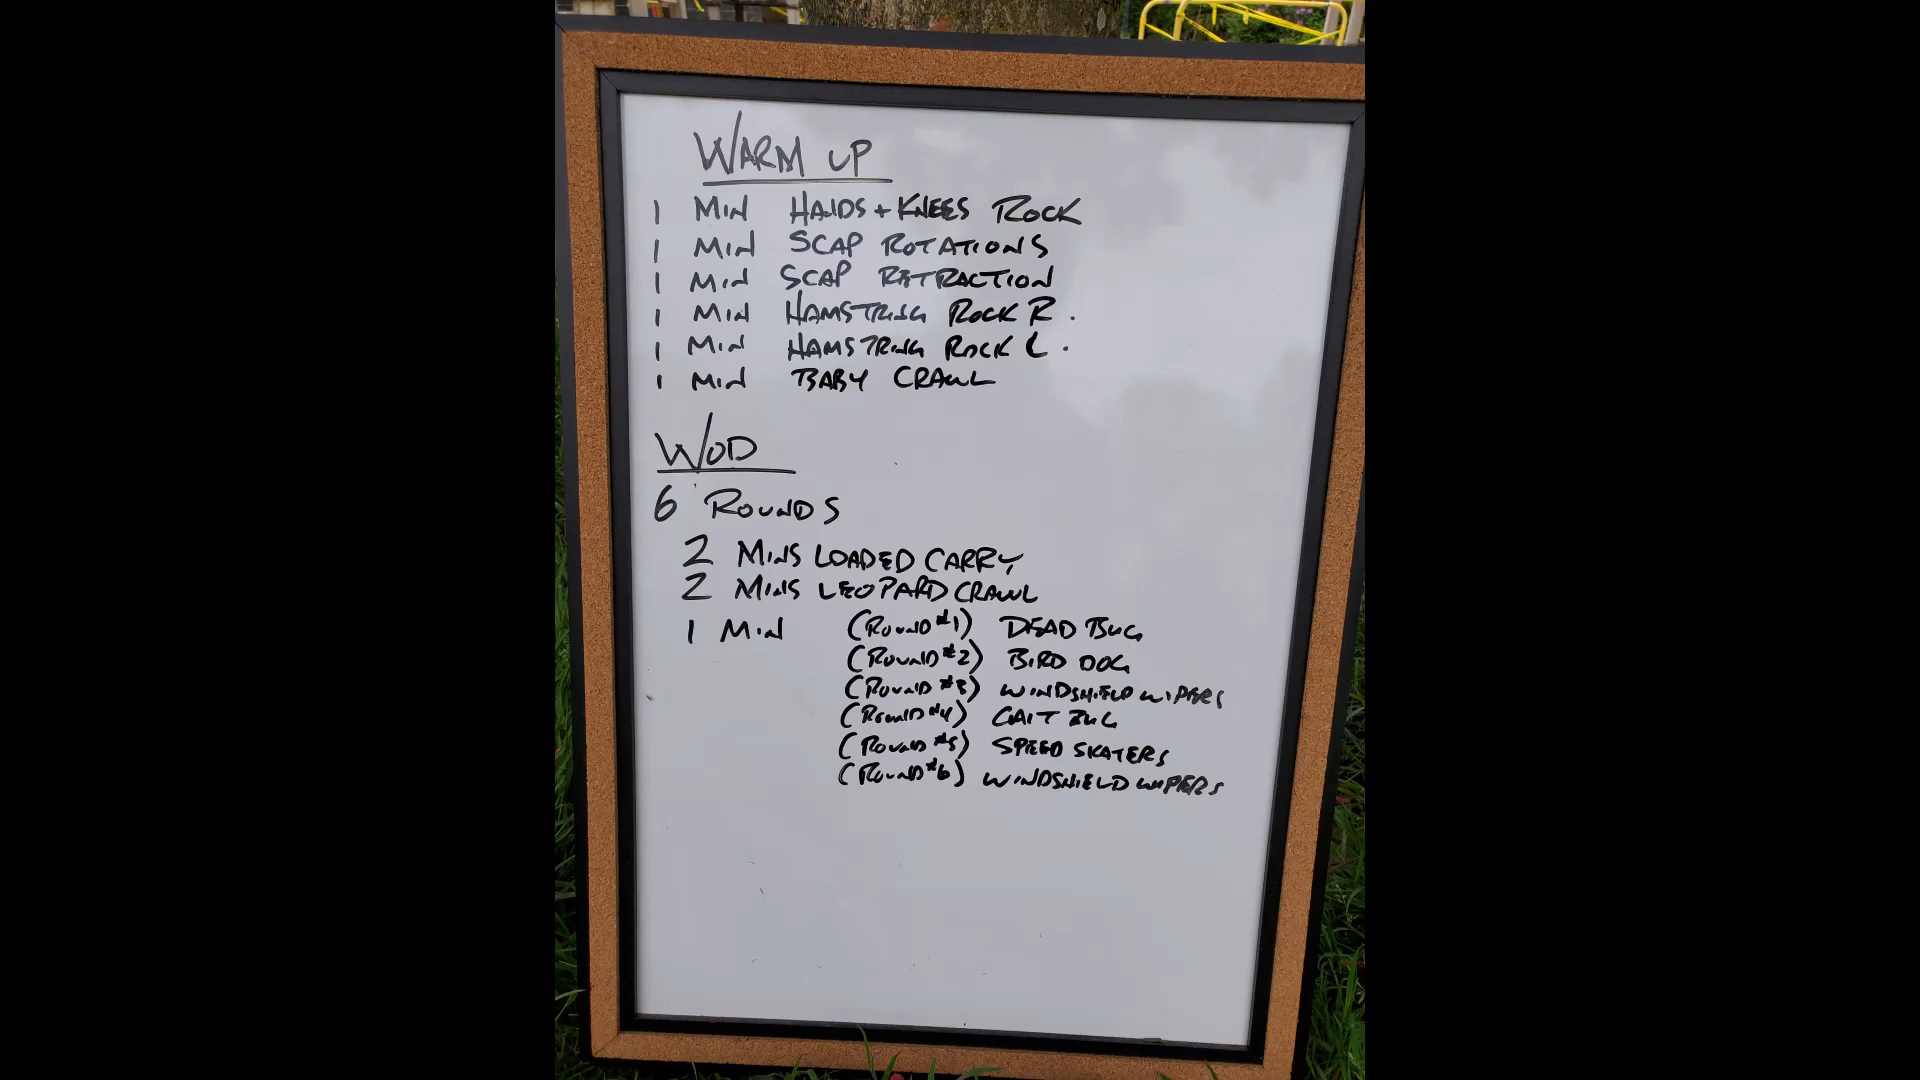 WARM UP
1 MIN HANDS + KNEES ROCK
1 MIN SCAP ROTATIONS
1 MIN SCAP RETRACTION
1 MIN HAMSTRING ROCK R.
1 MIN HAMSTRING ROCK L.
1 MIN BABY CRAWL
WOD
6 ROUNDS
2 MINS LOADED CARRY
2 MINS LEOPARD CRAWL
1 MIN (ROUND #1) DEAD BUG
(ROUND #2) BIRD DOG
(ROUND #3) WINDSHIELD WIPERS
(ROUND #4) GAIT BUG
(ROUND #5) SPEED SKATERS
(ROUND #6) WINDSHIELD WIPERS